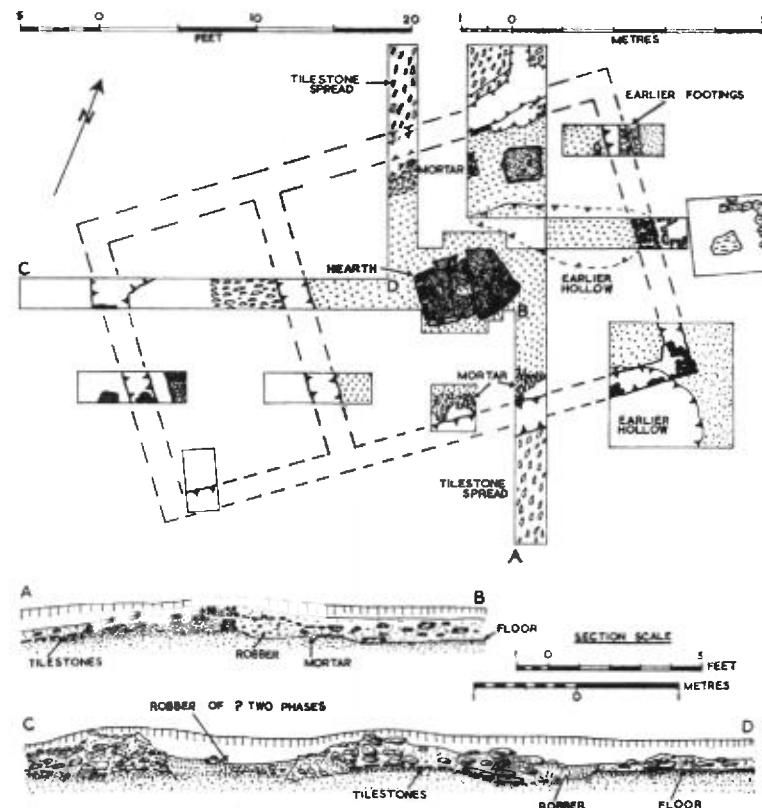 5 0 10 20
FEET
1 0 5
METRES
N
TILESTONE
SPREAD
EARLIER FOOTINGS
MORTAR
HEARTH
C
D
B
EARLIER
HOLLOW
MORTAR
EARLIER
HOLLOW
TILESTONE
SPREAD
A
A
B
TILESTONES
ROBBER
MORTAR
FLOOR
SECTION SCALE
1 0 5
FEET
METRES
0
C
ROBBER OF ? TWO PHASES
D
TILESTONES
ROBBER
FLOOR